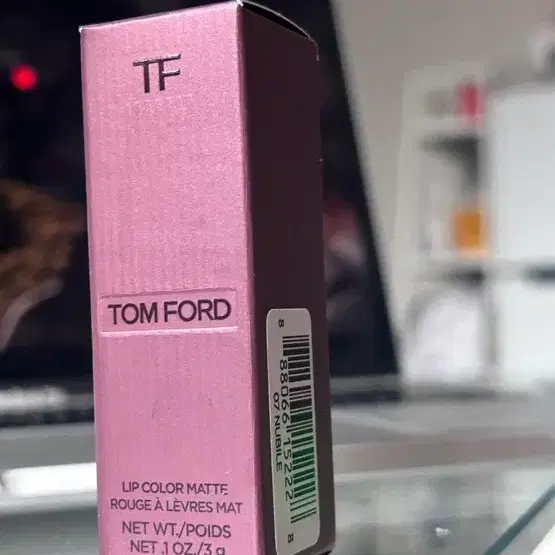 TF
TOM FORD
LIP COLOR MATTE
ROUGE À LÈVRES MAT
NET WT./POIDS
NET .1 OZ./3 g
8 88066 15222 8
07 NUBILE